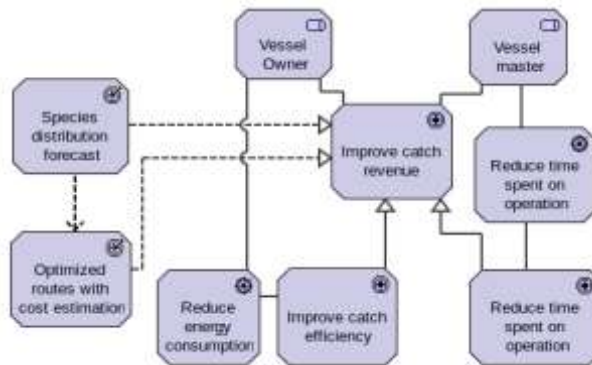 Vessel
Owner
Vessel
master
Species
distribution
forecast
Improve catch
revenue
Reduce time
spent on
operation
Optimized
routes with
cost estimation
Reduce
energy
consumption
Improve catch
efficiency
Reduce time
spent on
operation